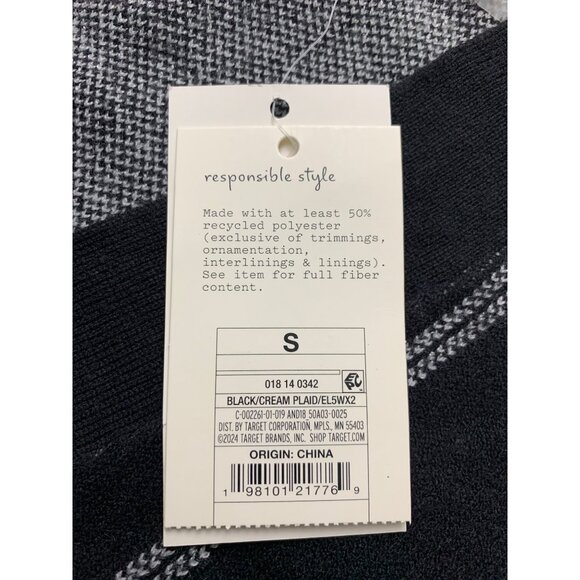 responsible style
Made with at least 50%
recycled polyester
(exclusive of trimmings,
ornamentation,
interlinings & linings).
See item for full fiber
content.
S
018 14 0342
BLACK/CREAM PLAID/EL5WX2
C-002261-01-019 AND18_50A03-0025
DIST. BY TARGET CORPORATION, MPLS., MN 55403
©2024 TARGET BRANDS, INC. SHOP TARGET.COM
ORIGIN: CHINA
1 98101 21776 9